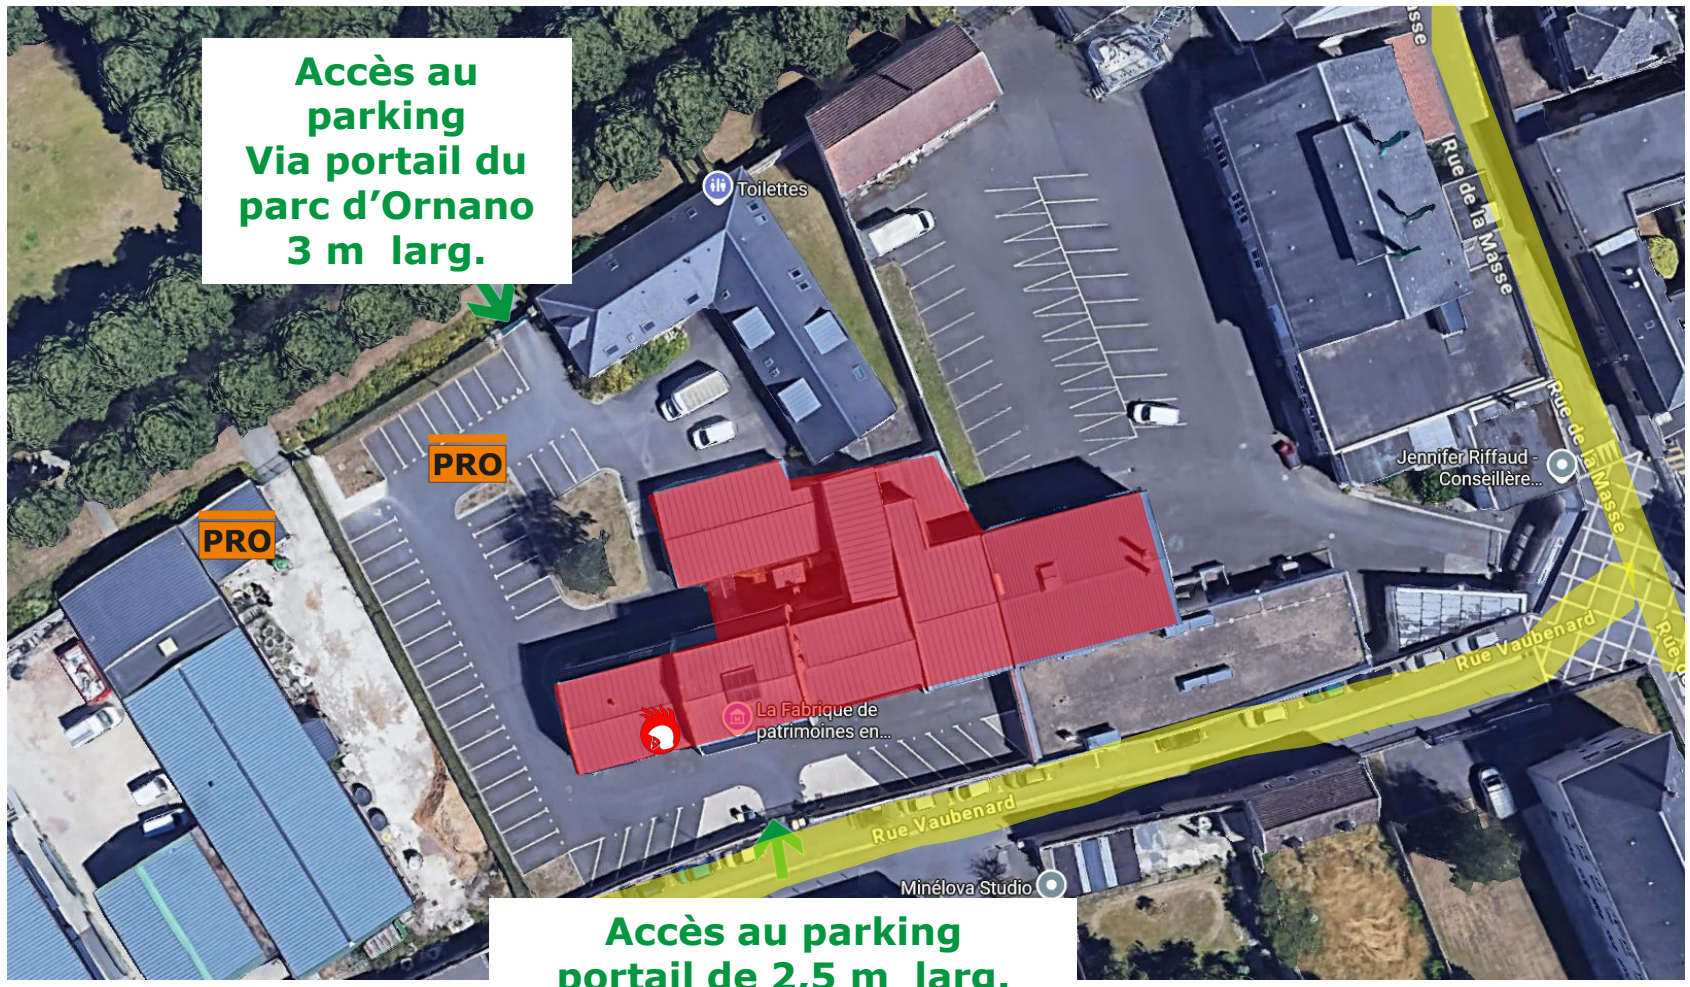 Accès au
parking
Via portail du
parc d’Ornano
3 m larg.
Toilettes
asse
Rue de la Masse
Rue de la Masse
Jennifer Riffaud -
Conseillère...
PRO
PRO
La Fabrique de
patrimoines en...
Rue Vaubenard
Rue Vaubenard
Minélova Studio
Accès au parking
portail de 2,5 m larg.